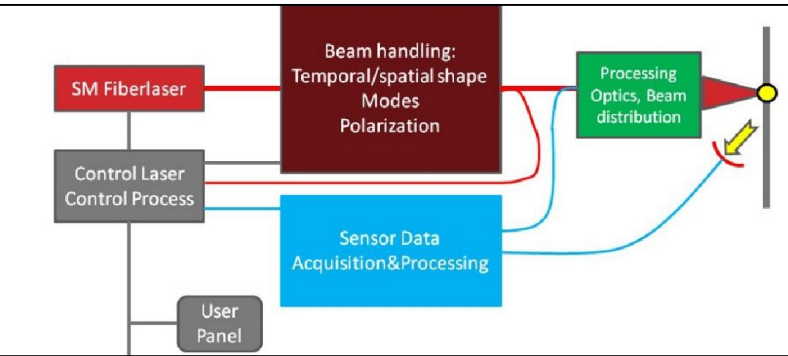 Beam handling:
Temporal/spatial shape
Modes
Polarization
SM Fiberlaser
Processing
Optics, Beam
distribution
Control Laser
Control Process
Sensor Data
Acquisition&Processing
User
Panel